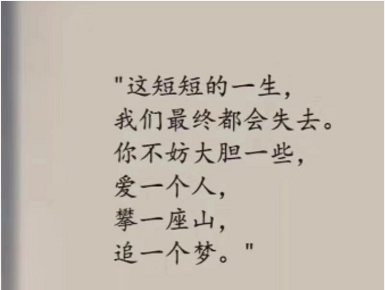 "这短短的一生，
我们最终都会失去。
你不妨大胆一些，
爱一个人，
攀一座山，
追一个梦。"